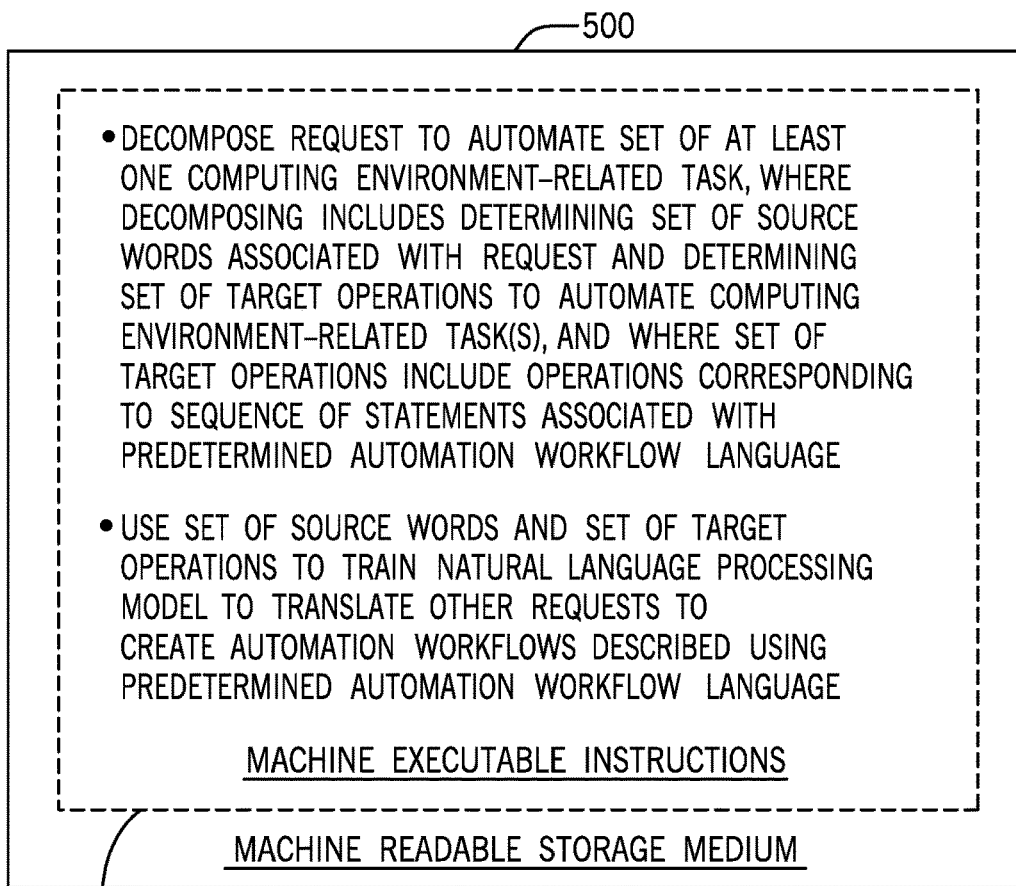 500
• DECOMPOSE REQUEST TO AUTOMATE SET OF AT LEAST
ONE COMPUTING ENVIRONMENT–RELATED TASK, WHERE
DECOMPOSING INCLUDES DETERMINING SET OF SOURCE
WORDS ASSOCIATED WITH REQUEST AND DETERMINING
SET OF TARGET OPERATIONS TO AUTOMATE COMPUTING
ENVIRONMENT–RELATED TASK(S), AND WHERE SET OF
TARGET OPERATIONS INCLUDE OPERATIONS CORRESPONDING
TO SEQUENCE OF STATEMENTS ASSOCIATED WITH
PREDETERMINED AUTOMATION WORKFLOW LANGUAGE
• USE SET OF SOURCE WORDS AND SET OF TARGET
OPERATIONS TO TRAIN NATURAL LANGUAGE PROCESSING
MODEL TO TRANSLATE OTHER REQUESTS TO
CREATE AUTOMATION WORKFLOWS DESCRIBED USING
PREDETERMINED AUTOMATION WORKFLOW LANGUAGE
MACHINE EXECUTABLE INSTRUCTIONS
MACHINE READABLE STORAGE MEDIUM